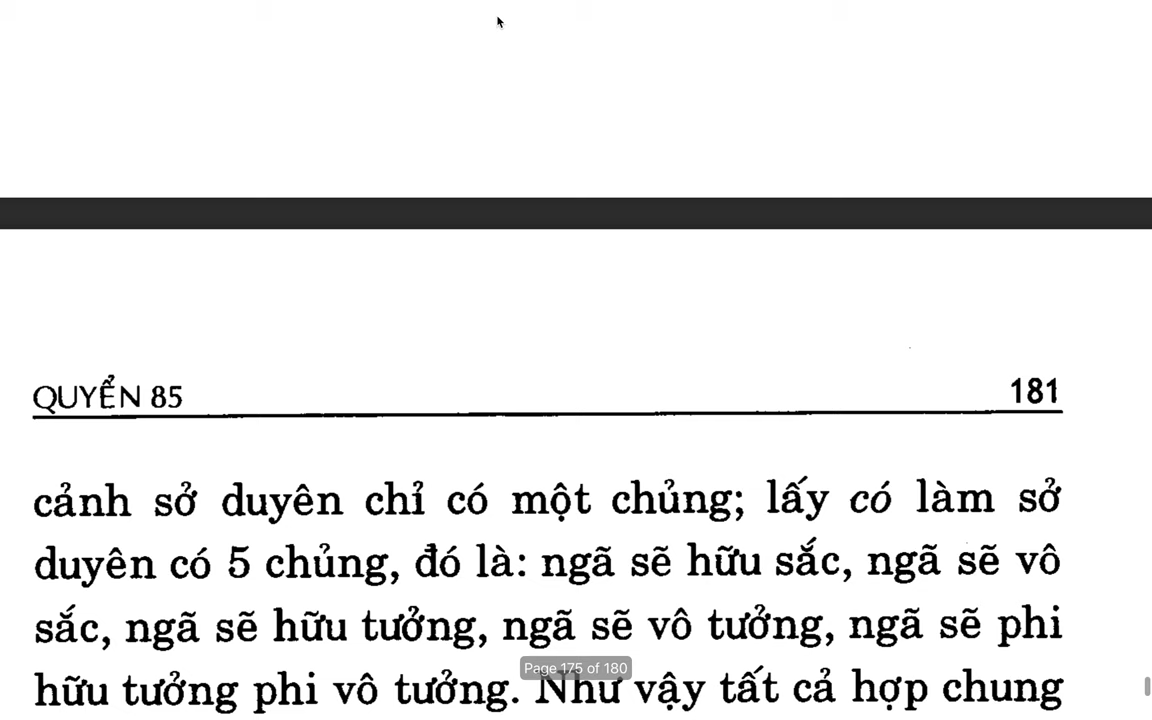 QUYỂN 85 181
cảnh sở duyên chỉ có một chủng; lấy có làm sở
duyên có 5 chủng, đó là: ngã sẽ hữu sắc, ngã sẽ vô
sắc, ngã sẽ hữu tưởng, ngã sẽ vô tưởng, ngã sẽ phi
Page 175 of 180
hữu tưởng phi vô tưởng. Như vậy tất cả hợp chung